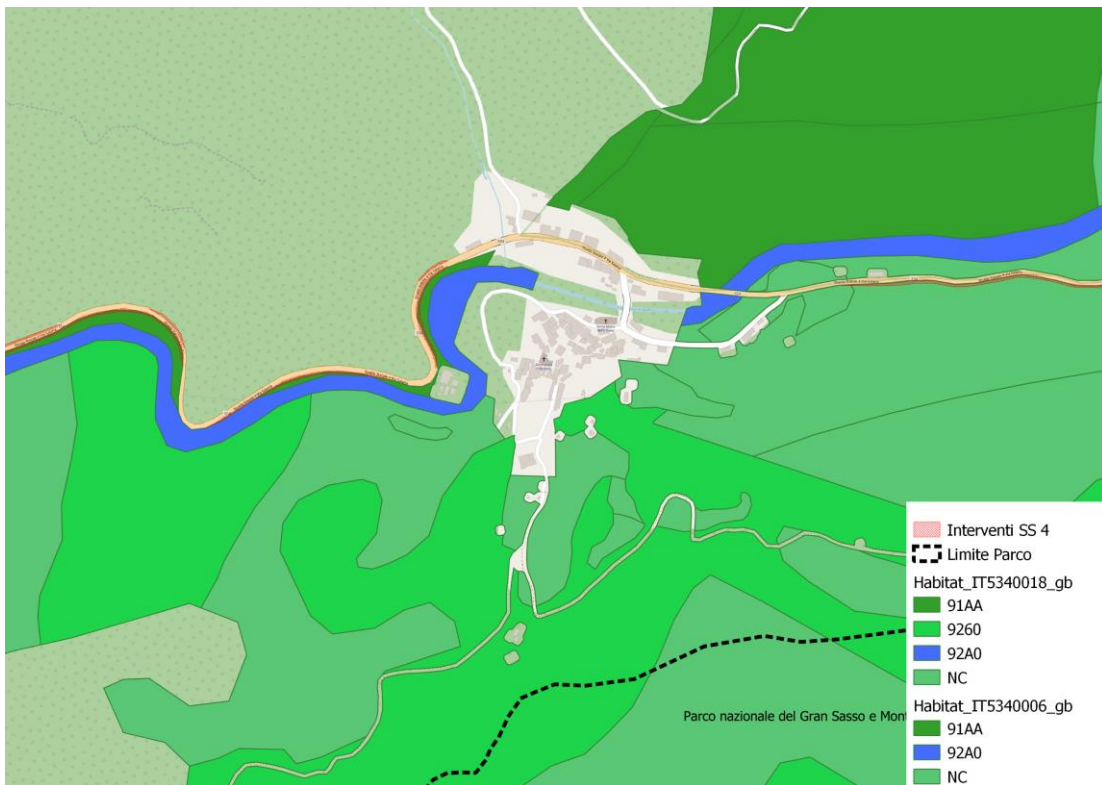 Interventi SS 4
Limite Parco
Habitat_IT5340018_gb
91AA
9260
92A0
NC
Habitat_IT5340006_gb
91AA
92A0
NC
Parco nazionale del Gran Sasso e Mont